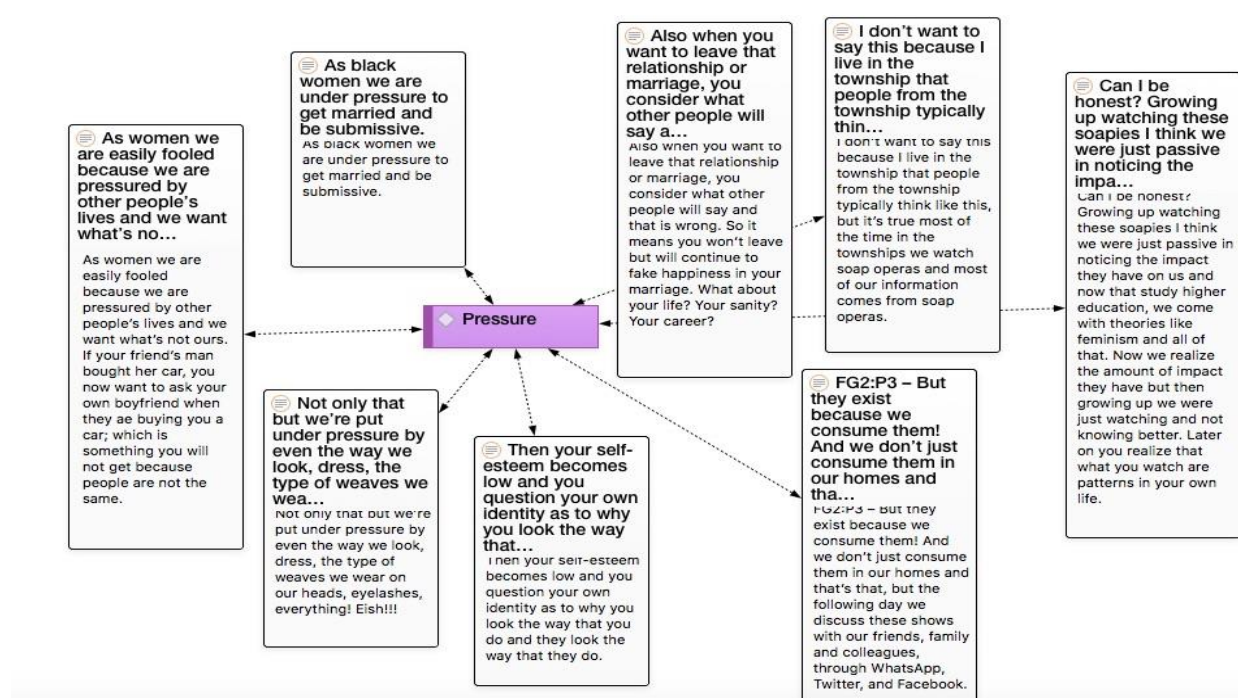 As women we
are easily fooled
because we are
pressured by
other people's
lives and we want
what's no...
As women we are
easily fooled
because we are
pressured by other
people's lives and we
want what's not ours.
If your friend's man
bought her car, you
now want to ask your
own boyfriend when
they ae buying you a
car; which is
something you will
not get because
people are not the
same.
As black
women we are
under pressure to
get married and
be submissive.
As black women we
are under pressure to
get married and be
submissive.
Also when you
want to leave that
relationship or
marriage, you
consider what
other people will
say a...
Also when you want to
leave that relationship
or marriage, you
consider what other
people will say and
that is wrong. So it
means you won't leave
but will continue to
fake happiness in your
marriage. What about
your life? Your sanity?
Your career?
I don't want to
say this because I
live in the
township that
people from the
township typically
thin...
I don't want to say this
because I live in the
township that people
from the township
typically think like this,
but it's true most of
the time in the
townships we watch
soap operas and most
of our information
comes from soap
operas.
Can I be
honest? Growing
up watching these
soapies I think we
were just passive
in noticing the
impa...
Can I be honest?
Growing up watching
these soapies I think
we were just passive in
noticing the impact
they have on us and
now that study higher
education, we come
with theories like
feminism and all of
that. Now we realize
the amount of impact
they have but then
growing up we were
just watching and not
knowing better. Later
on you realize that
what you watch are
patterns in your own
life.
Pressure
Not only that
but we're put
under pressure by
even the way we
look, dress, the
type of weaves we
wea...
Not only that but we're
put under pressure by
even the way we look,
dress, the type of
weaves we wear on
our heads, eyelashes,
everything! Eish!!!
Then your self-
esteem becomes
low and you
question your own
identity as to why
you look the way
that...
Then your self-esteem
becomes low and you
question your own
identity as to why you
look the way that you
do and they look the
way that they do.
FG2:P3 – But
they exist
because we
consume them!
And we don't just
consume them in
our homes and
tha...
FG2:P3 – But they
exist because we
consume them! And
we don't just consume
them in our homes and
that's that, but the
following day we
discuss these shows
with our friends, family
and colleagues,
through WhatsApp,
Twitter, and Facebook.